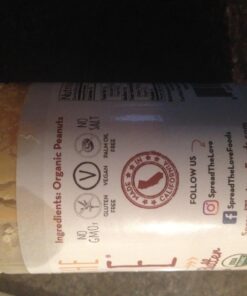 Nutri
Ingredients: Organic Peanuts
NO
SALT
PALM OIL
FREE
V
VEGAN
NO
GMOs
GLUTEN
FREE
MADE IN
CALIFORNIA
FOLLOW US
SpreadTheLove
f SpreadTheLoveFoods